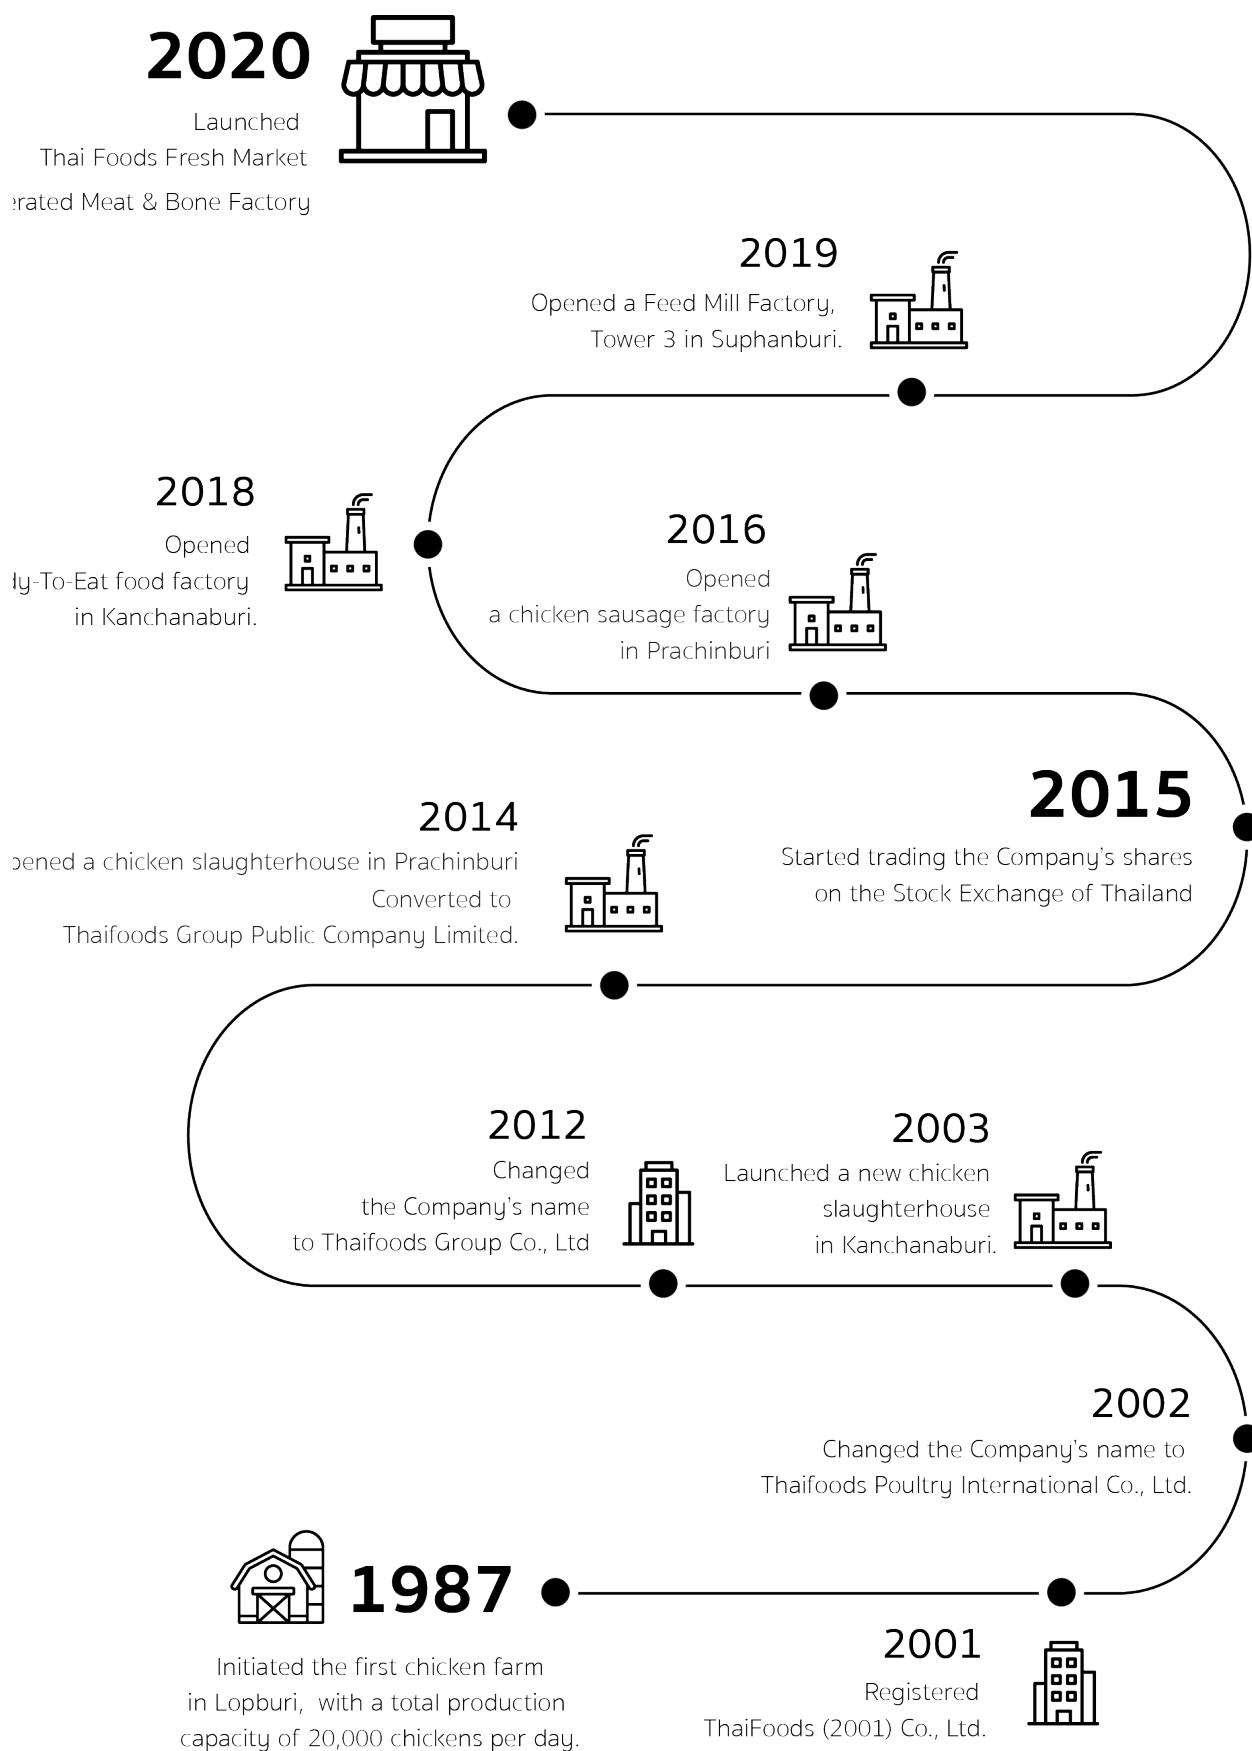 2020
Launched
Thai Foods Fresh Market
Meat & Bone Factory
2019
Opened a Feed Mill Factory,
Tower 3 in Suphanburi.
2018
Opened
food factory
in Kanchanaburi.
2016
Opened
a chicken sausage factory
in Prachinburi
2015
Started trading the Company's shares
on the Stock Exchange of Thailand
2014
a chicken slaughterhouse in Prachinburi
Converted to
Thaifoods Group Public Company Limited.
2012
Changed
the Company's name
to Thaifoods Group Co., Ltd
2003
Launched a new chicken
slaughterhouse
in Kanchanaburi.
2002
Changed the Company's name to
Thaifoods Poultry International Co., Ltd.
1987
Initiated the first chicken farm
in Lopburi, with a total production
capacity of 20,000 chickens per day.
2001
Registered
ThaiFoods (2001) Co., Ltd.